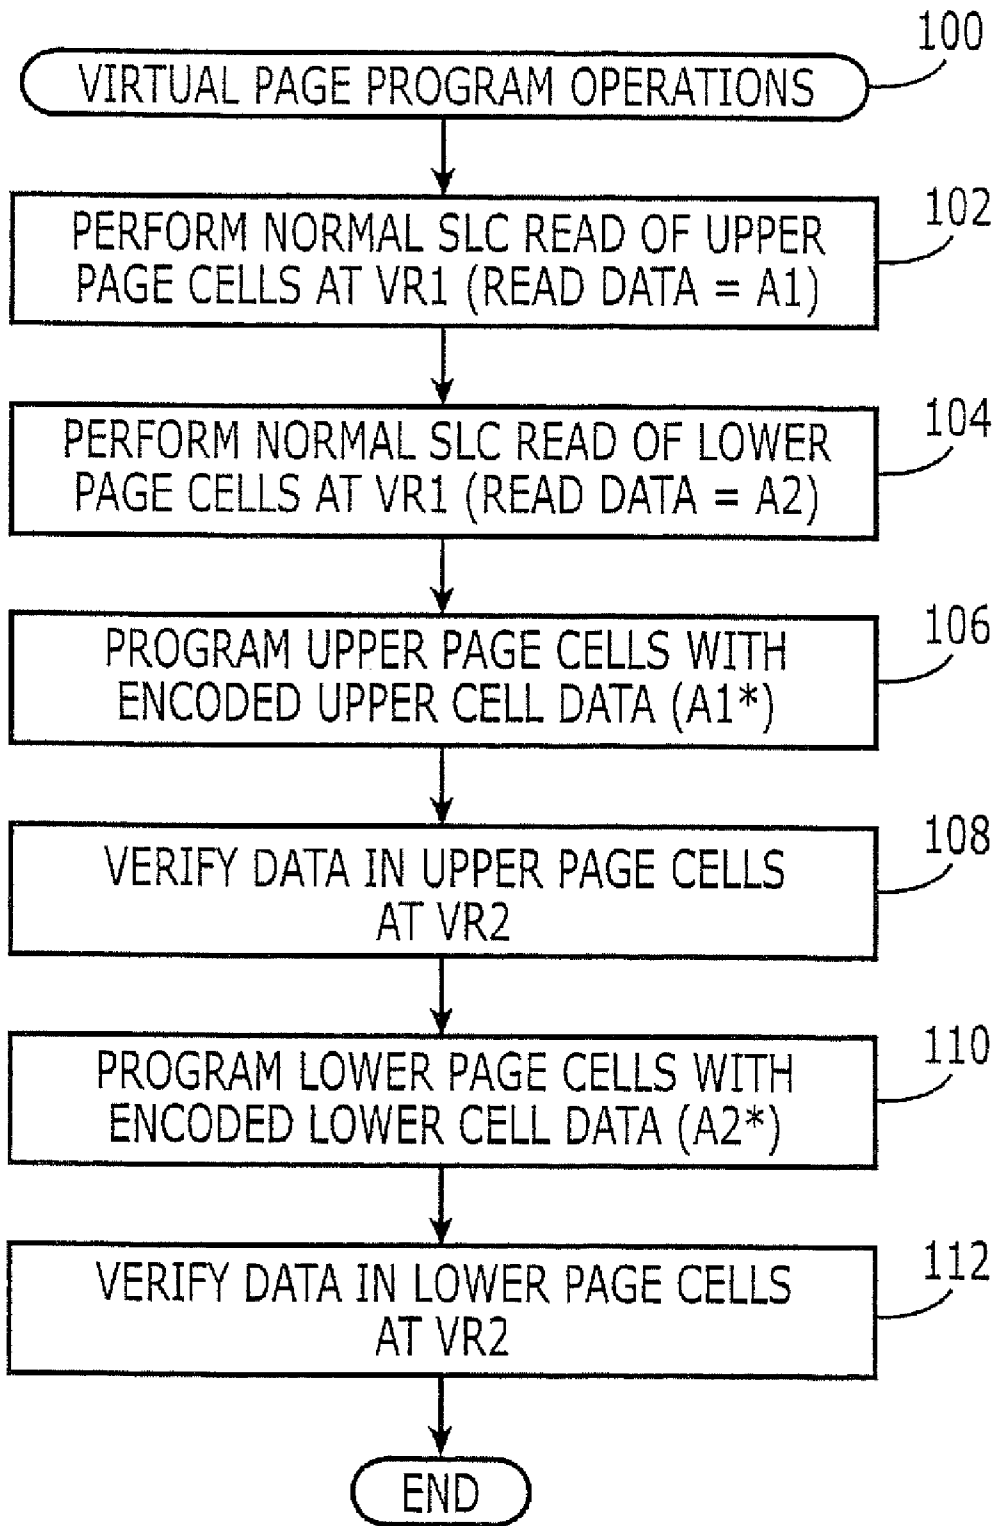 100
VIRTUAL PAGE PROGRAM OPERATIONS
102
PERFORM NORMAL SLC READ OF UPPER
PAGE CELLS AT VR1 (READ DATA = A1)
104
PERFORM NORMAL SLC READ OF LOWER
PAGE CELLS AT VR1 (READ DATA = A2)
106
PROGRAM UPPER PAGE CELLS WITH
ENCODED UPPER CELL DATA (A1*)
108
VERIFY DATA IN UPPER PAGE CELLS
AT VR2
110
PROGRAM LOWER PAGE CELLS WITH
ENCODED LOWER CELL DATA (A2*)
112
VERIFY DATA IN LOWER PAGE CELLS
AT VR2
END